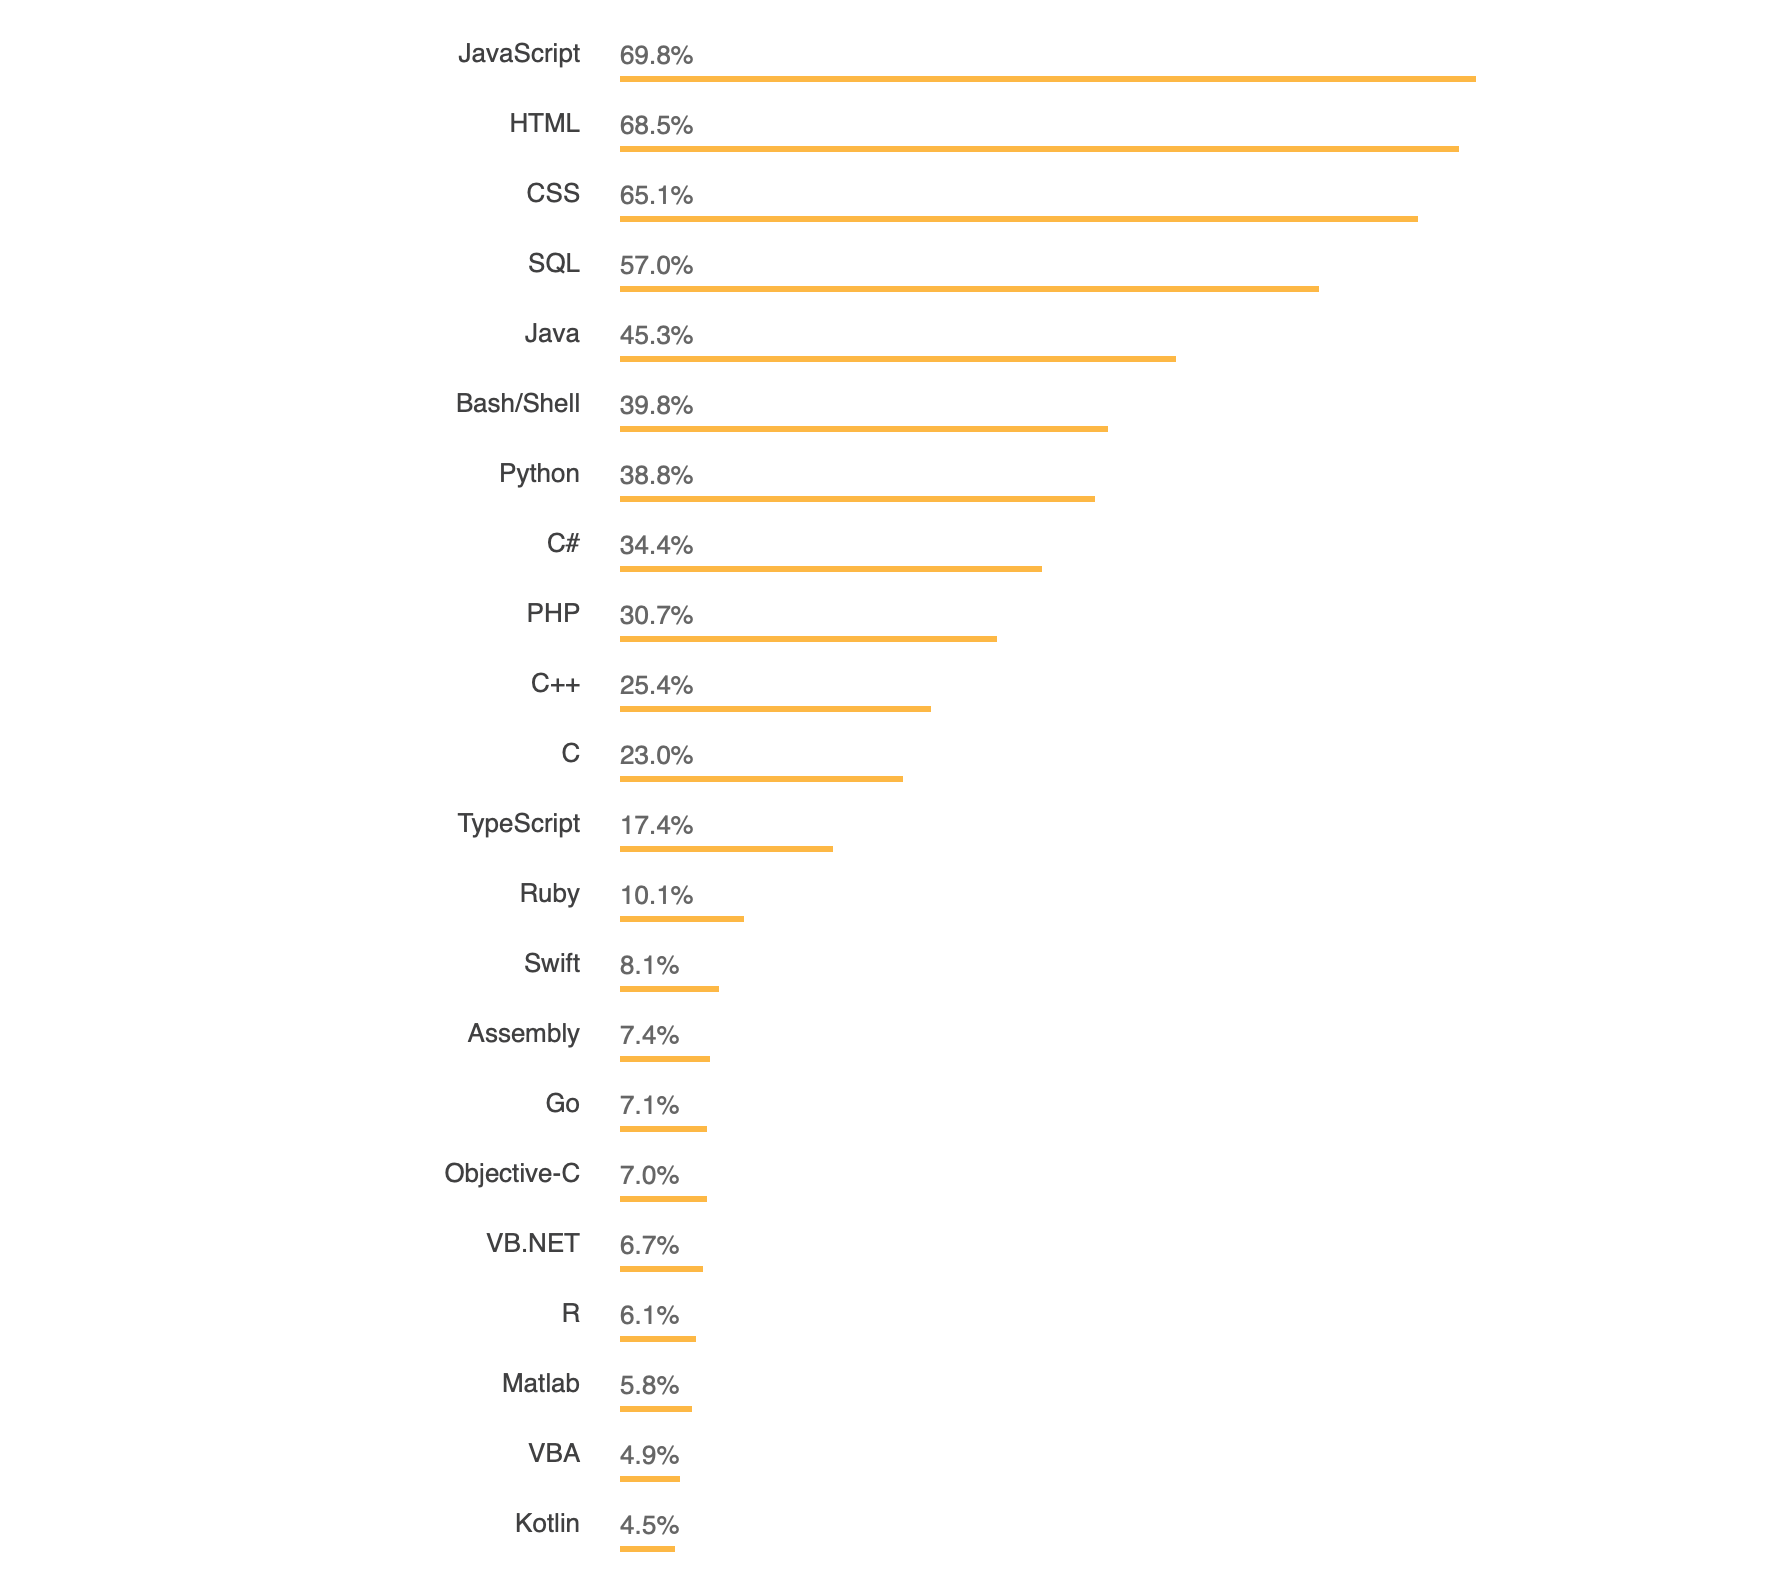 JavaScript 69.8%
HTML 68.5%
CSS 65.1%
SQL 57.0%
Java 45.3%
Bash/Shell 39.8%
Python 38.8%
C# 34.4%
PHP 30.7%
C++ 25.4%
C 23.0%
TypeScript 17.4%
Ruby 10.1%
Swift 8.1%
Assembly 7.4%
Go 7.1%
Objective-C 7.0%
VB.NET 6.7%
R 6.1%
Matlab 5.8%
VBA 4.9%
Kotlin 4.5%